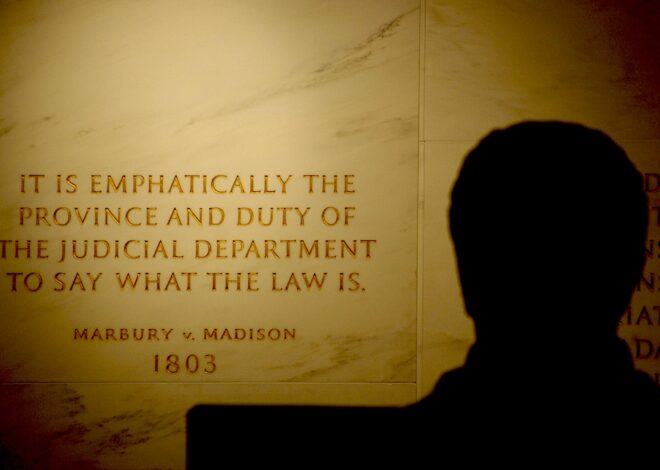 iT iS EMPHATiCALLY THE
PROViNCE AND DUTY OF
THE JUDiCiAL DEPARTMENT
TO SAY WHAT THE LAW iS.
MARBURY v. MADiSON
1803